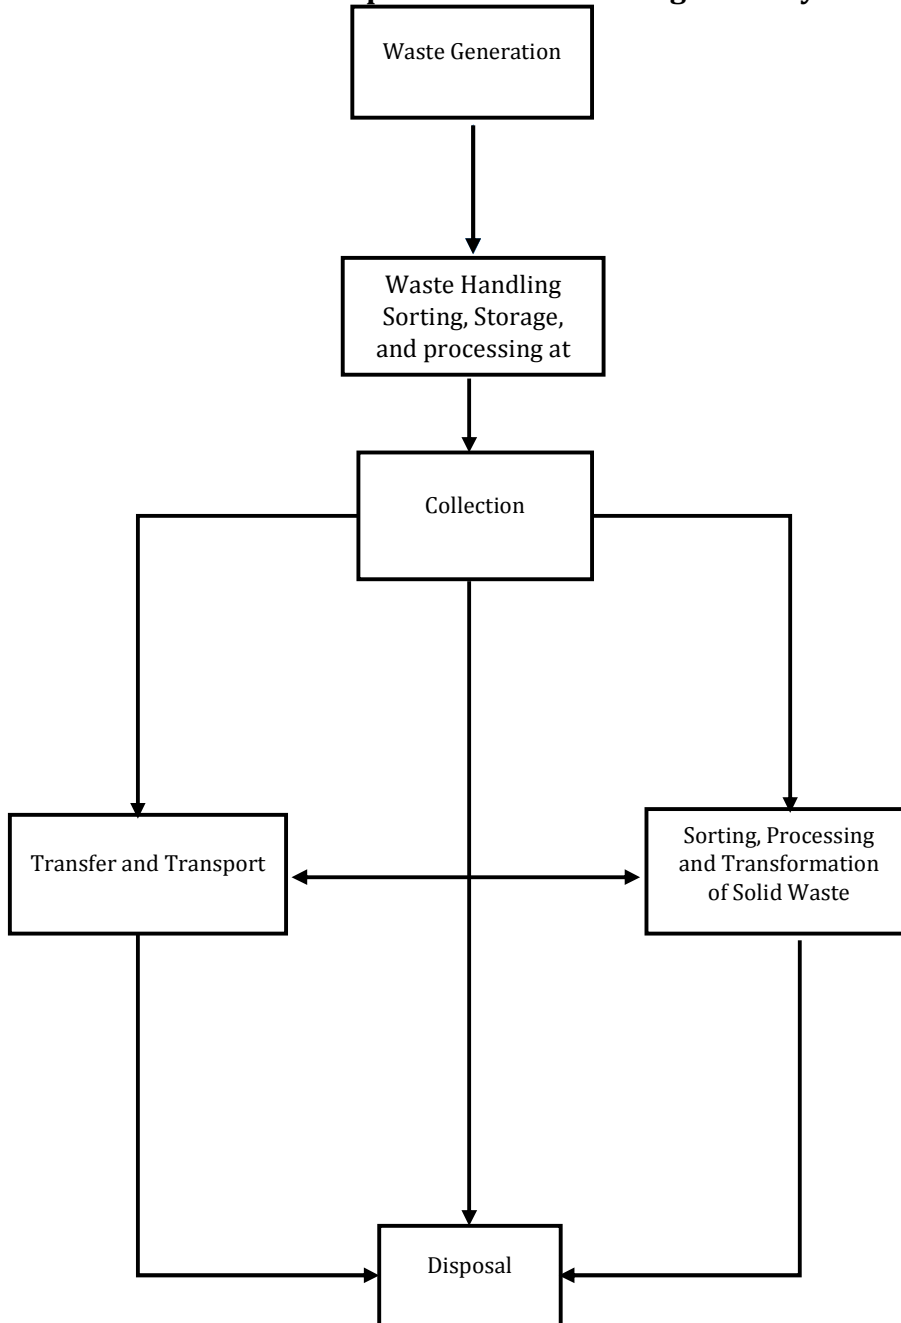 Waste Generation
Waste Handling
Sorting, Storage,
and processing at
Collection
Transfer and Transport
Sorting, Processing
and Transformation
of Solid Waste
Disposal